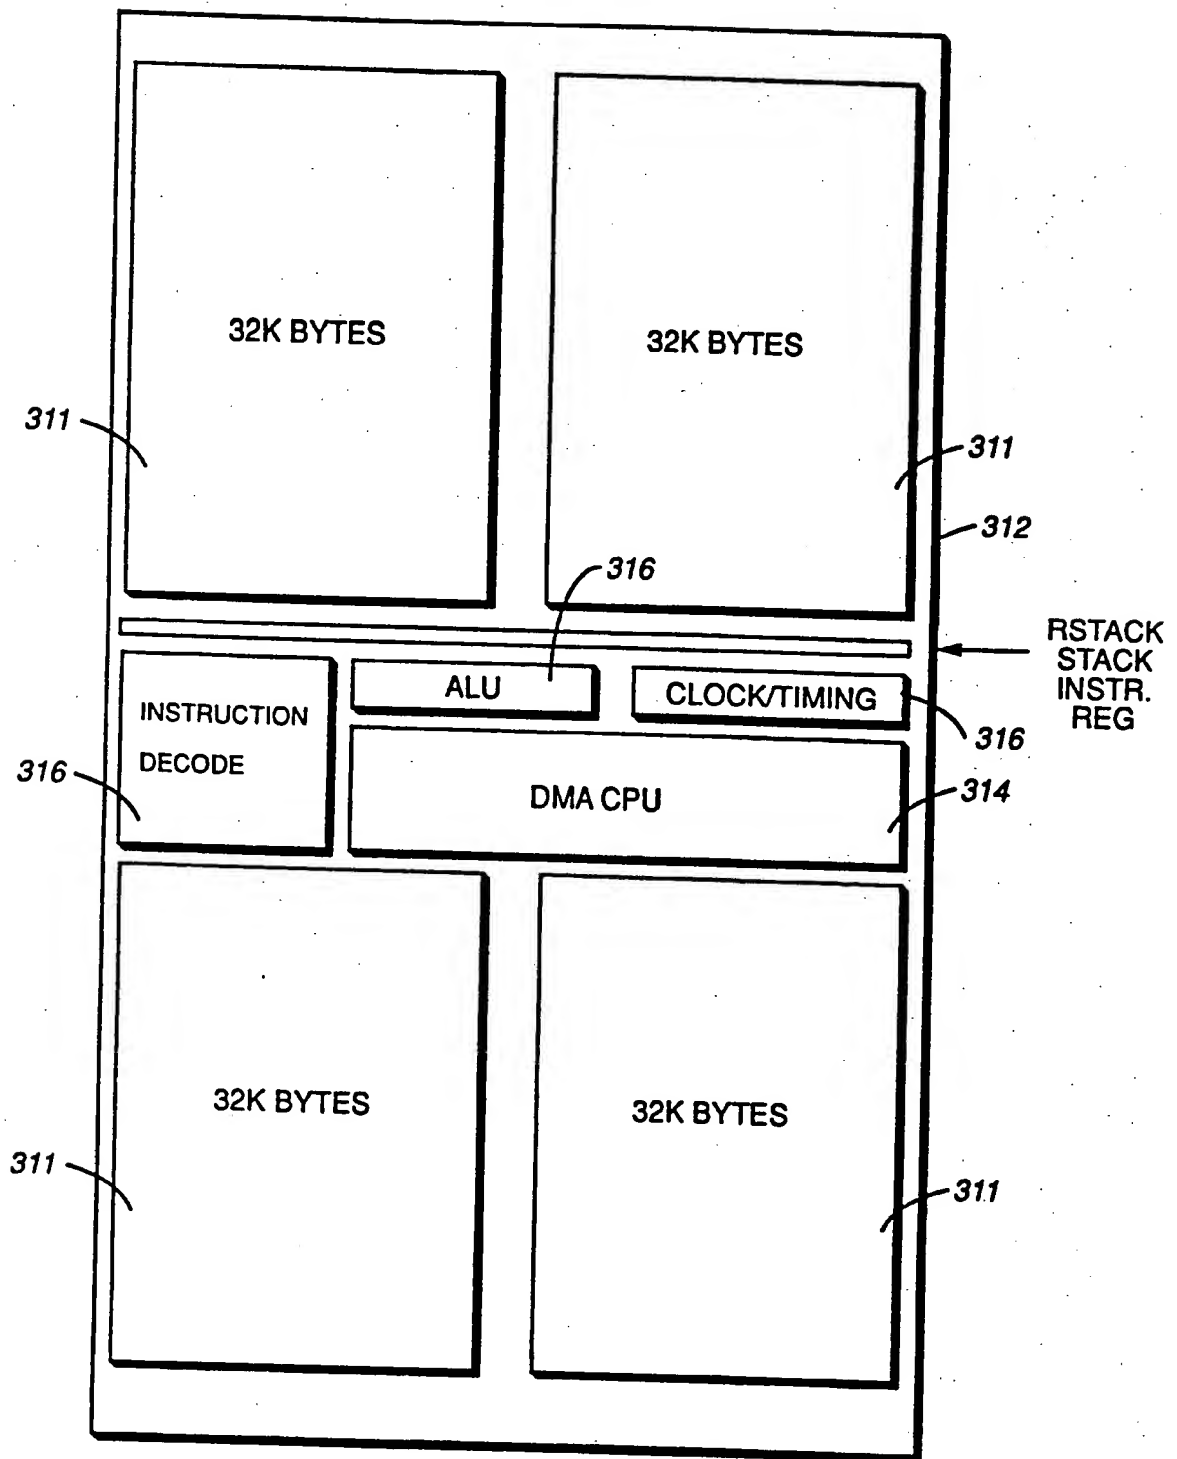 32K BYTES
32K BYTES
311
311
312
316
RSTACK
STACK
INSTR.
REG
ALU
CLOCK/TIMING
INSTRUCTION
DECODE
316
316
DMA CPU
314
32K BYTES
32K BYTES
311
311